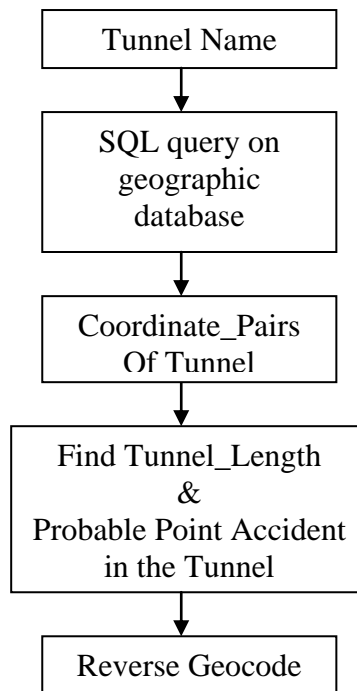 Tunnel Name
SQL query on
geographic
database
Coordinate_Pairs
Of Tunnel
Find Tunnel_Length
&
Probable Point Accident
in the Tunnel
Reverse Geocode